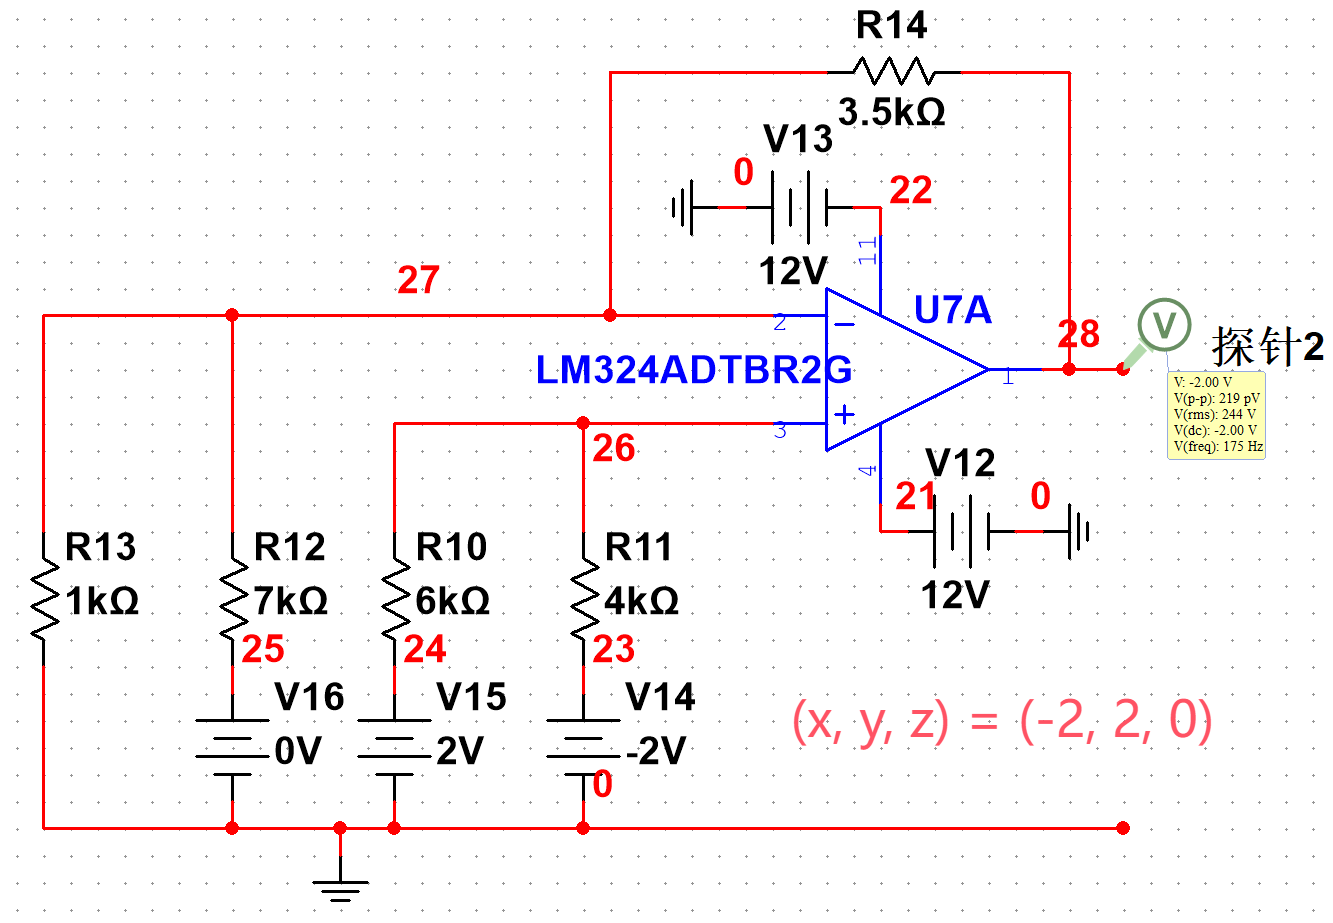 R14
3.5kΩ
V13
0
22
12V
11
27
2
U7A
28
V
探针2
LM324ADTBR2G
1
V: -2.00 V
V(p-p): 219 pV
V(rms): 244 V
V(dc): -2.00 V
V(freq): 175 Hz
3
26
4
V12
21
0
12V
R13
1kΩ
R12
7kΩ
R10
6kΩ
R11
4kΩ
25
24
23
V16
0V
V15
2V
V14
-2V
0
(x, y, z) = (-2, 2, 0)